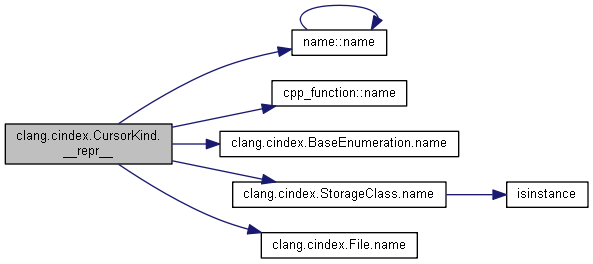 name::name
cpp_function::name
clang.cindex.CursorKind.
__repr__
clang.cindex.BaseEnumeration.name
clang.cindex.StorageClass.name
isinstance
clang.cindex.File.name